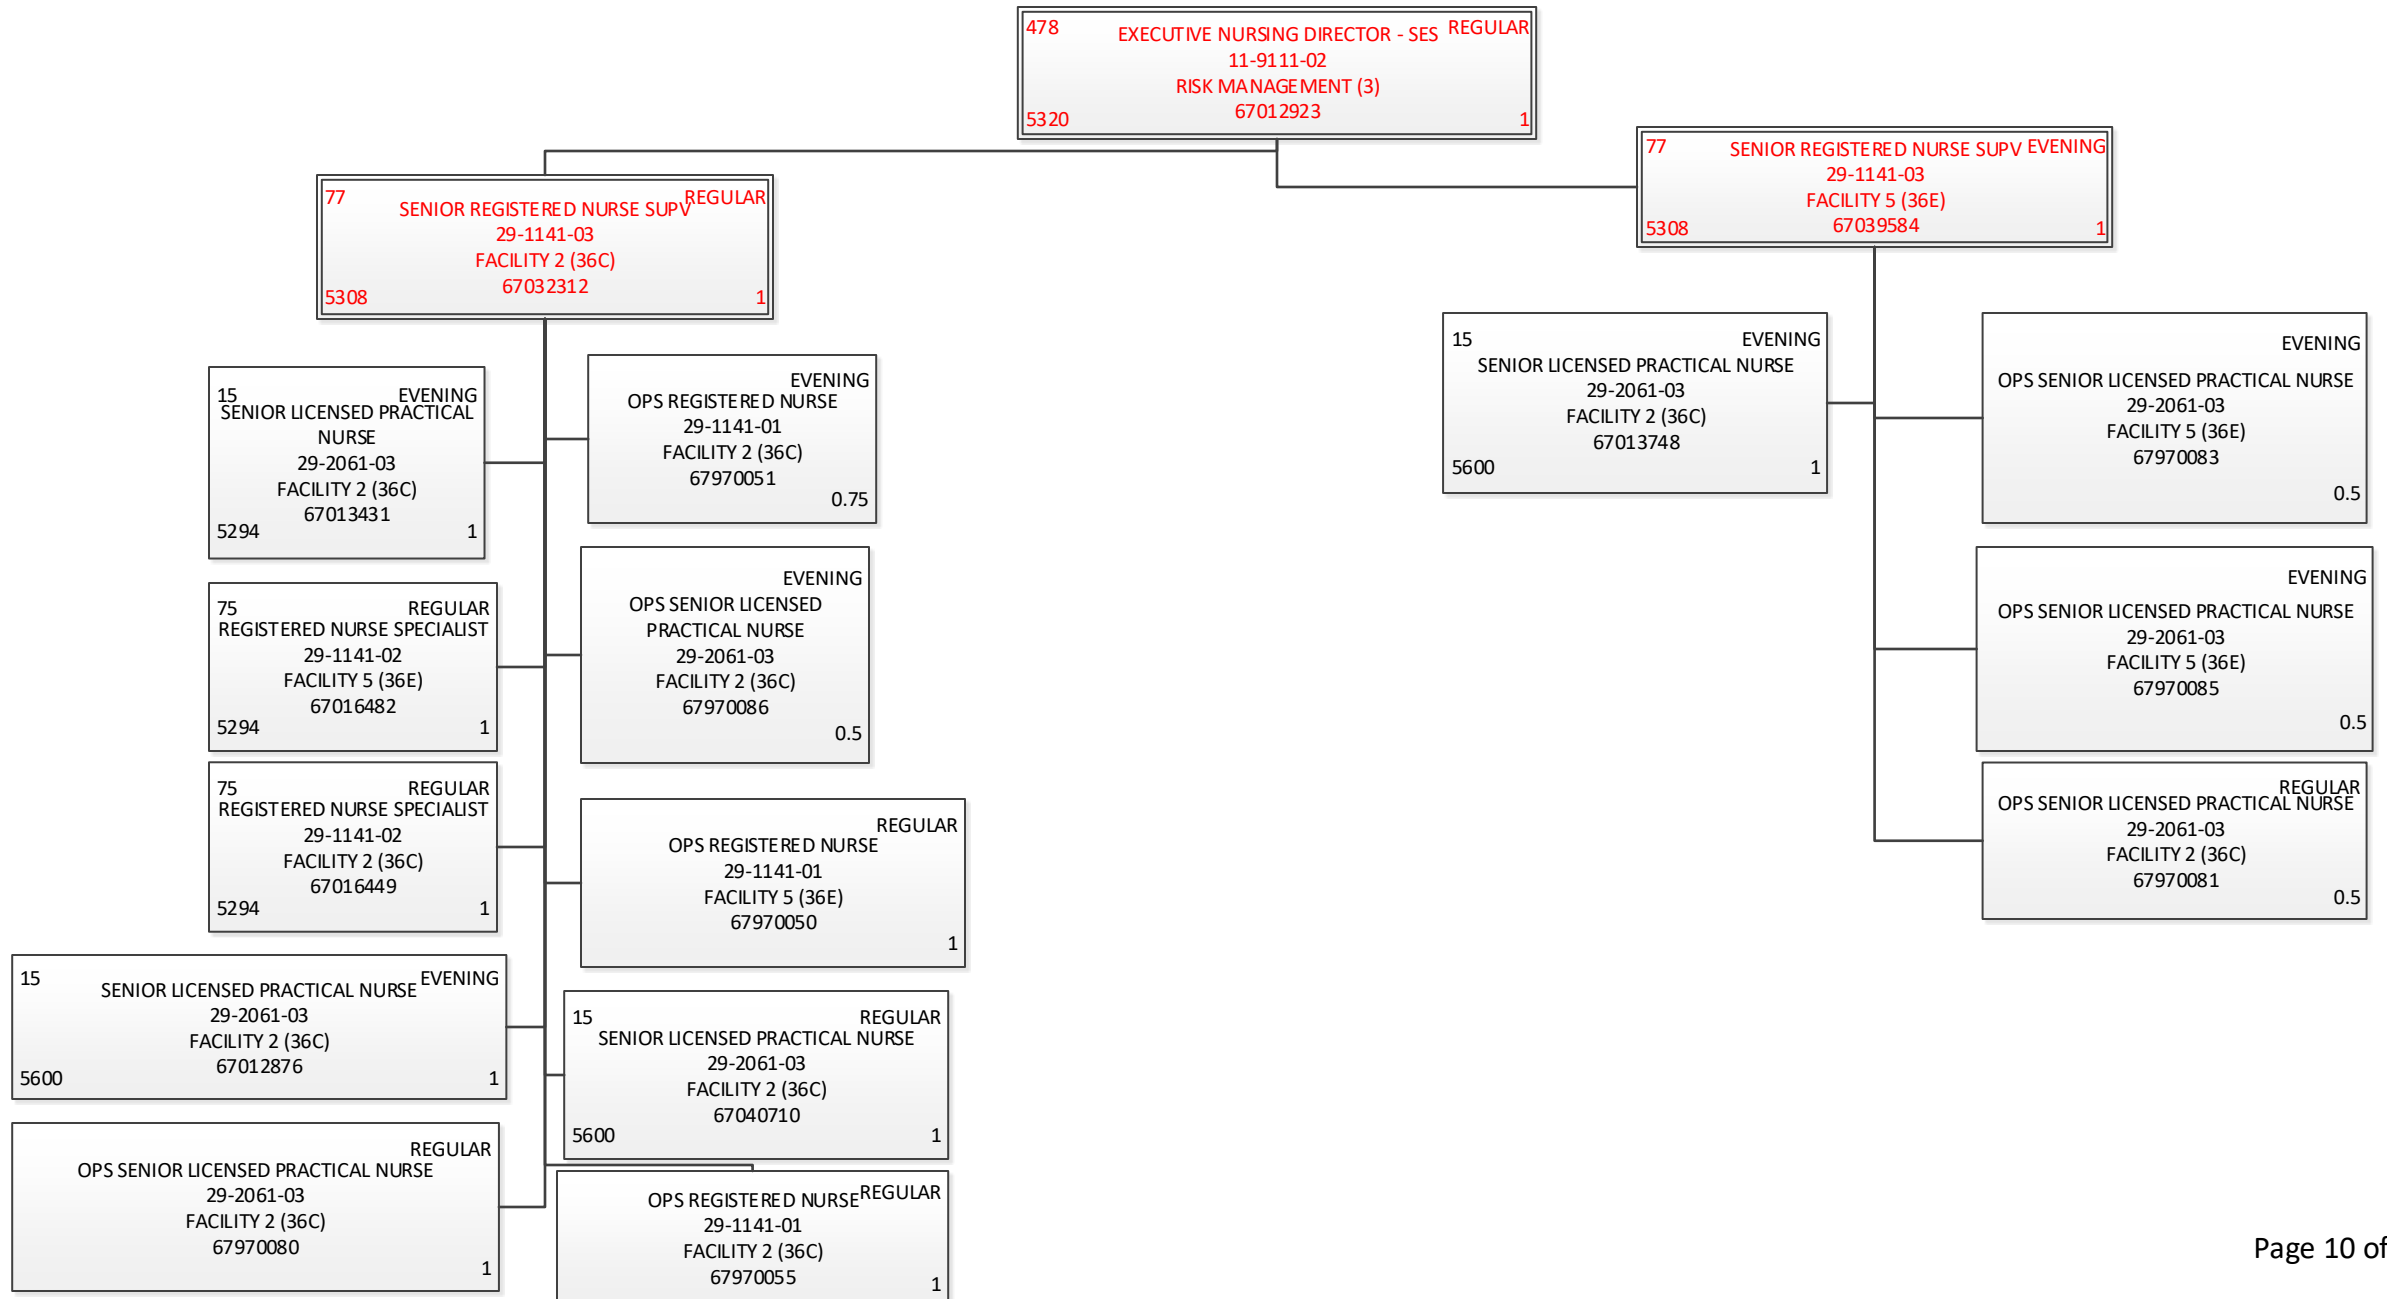 478
EXECUTIVE NURSING DIRECTOR - SES
REGULAR
11-9111-02
RISK MANAGEMENT (3)
67012923
5320
1
77
SENIOR REGISTERED NURSE SUPV
EVENING
29-1141-03
FACILITY 5 (36E)
67039584
5308
1
77
REGULAR
SENIOR REGISTERED NURSE SUPV
29-1141-03
FACILITY 2 (36C)
67032312
5308
1
15
EVENING
SENIOR LICENSED PRACTICAL
NURSE
29-2061-03
FACILITY 2 (36C)
67013431
5294
1
EVENING
OPS REGISTERED NURSE
29-1141-01
FACILITY 2 (36C)
67970051
0.75
75
REGULAR
REGISTERED NURSE SPECIALIST
29-1141-02
FACILITY 5 (36E)
67016482
5294
1
EVENING
OPS SENIOR LICENSED
PRACTICAL NURSE
29-2061-03
FACILITY 2 (36C)
67970086
0.5
75
REGULAR
REGISTERED NURSE SPECIALIST
29-1141-02
FACILITY 2 (36C)
67016449
5294
1
REGULAR
OPS REGISTERED NURSE
29-1141-01
FACILITY 5 (36E)
67970050
1
15
EVENING
SENIOR LICENSED PRACTICAL NURSE
29-2061-03
FACILITY 2 (36C)
67012876
5600
1
15
REGULAR
SENIOR LICENSED PRACTICAL NURSE
29-2061-03
FACILITY 2 (36C)
67040710
5600
1
REGULAR
OPS SENIOR LICENSED PRACTICAL NURSE
29-2061-03
FACILITY 2 (36C)
67970080
1
OPS REGISTERED NURSE
REGULAR
29-1141-01
FACILITY 2 (36C)
67970055
1
15
EVENING
SENIOR LICENSED PRACTICAL NURSE
29-2061-03
FACILITY 2 (36C)
67013748
5600
1
EVENING
OPS SENIOR LICENSED PRACTICAL NURSE
29-2061-03
FACILITY 5 (36E)
67970083
0.5
EVENING
OPS SENIOR LICENSED PRACTICAL NURSE
29-2061-03
FACILITY 5 (36E)
67970085
0.5
REGULAR
OPS SENIOR LICENSED PRACTICAL NURSE
29-2061-03
FACILITY 2 (36C)
67970081
0.5
Page 10 of